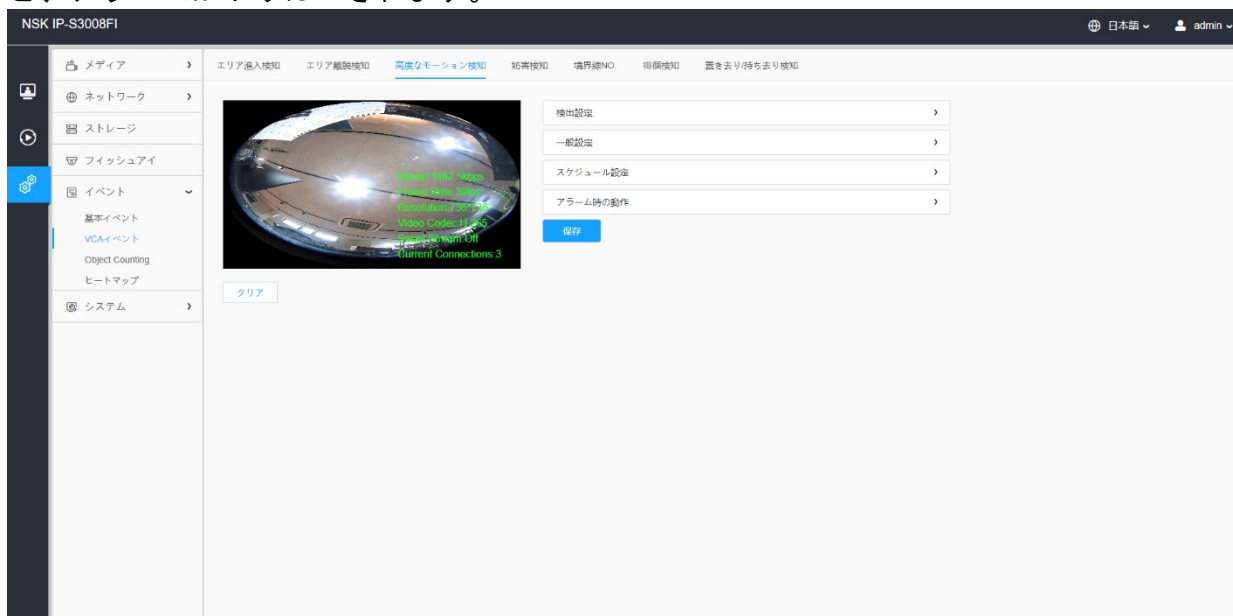 NSK IP-S3008FI
日本語
admin
メディア
ネットワーク
ストレージ
フィッシュアイ
イベント
基本イベント
VCAイベント
Object Counting
ヒートマップ
システム
エリア進入検知 エリア離脱検知 高度なモーション検知 妨害検知 境界線NO. 徘徊検知 置き去り/持ち去り検知
Frame Rate:
Resolution:
Video Codec:H.265
Current Connections:3
クリア
検出設定
一般設定
スケジュール設定
アラーム時の動作
保存